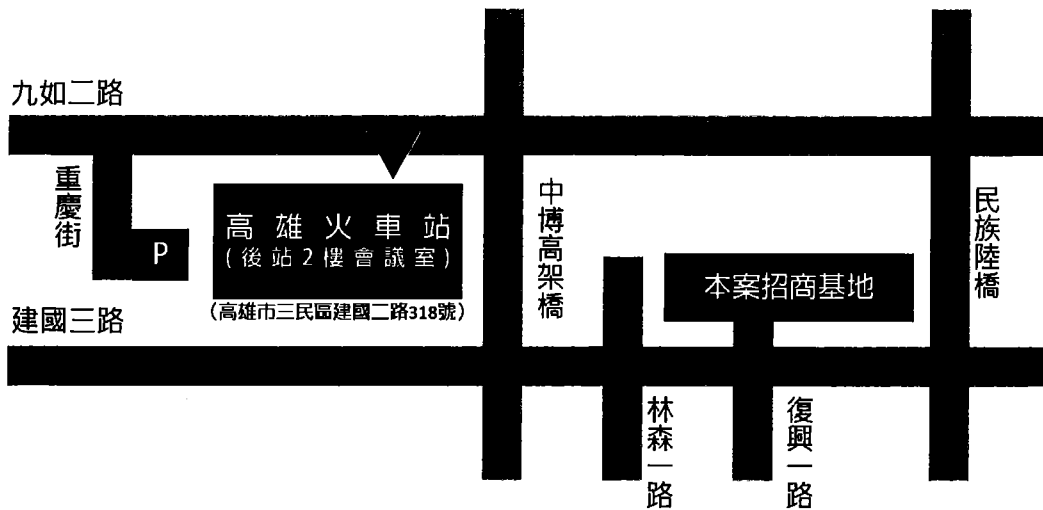 九如二路
重慶街
P
高雄火車站
(後站2樓會議室)
(高雄市三民區建國二路318號)
中博高架橋
民族陸橋
本案招商基地
建國三路
林森一路
復興一路